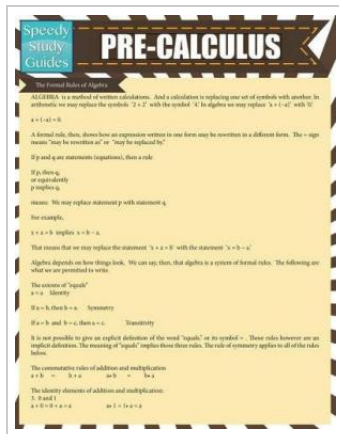 Speedy
Study
Guides
PRE-CALCULUS
The Formal Rules of Algebra
ALGEBRA is a method of written calculations. And a calculation is replacing one set of symbols with another. In
arithmetic we may replace the symbols '2 + 2' with the symbol '4.' In algebra we may replace 'a + (−a)' with '0.'
a + (−a) = 0.
A formal rule, then, shows how an expression written in one form may be rewritten in a different form. The = sign
means "may be rewritten as" or "may be replaced by."
If p and q are statements (equations), then a rule
If p, then q,
or equivalently
p implies q,
means: We may replace statement p with statement q.
For example,
x + a = b implies x = b − a.
That means that we may replace the statement 'x + a = b' with the statement 'x = b − a.'
Algebra depends on how things look. We can say, then, that algebra is a system of formal rules. The following are
what we are permitted to write.
The axioms of "equals"
a = a Identity
If a = b, then b = a. Symmetry
If a = b and b = c, then a = c. Transitivity
It is not possible to give an explicit definition of the word "equals," or its symbol = . Those rules however are an
implicit definition. The meaning of "equals" implies those three rules. The rule of symmetry applies to all of the rules
below.
The commutative rules of addition and multiplication
a + b = b + a a• b = b• a
The identity elements of addition and multiplication:
3. 0 and 1
a + 0 = 0 + a = a a• 1 = 1• a = a